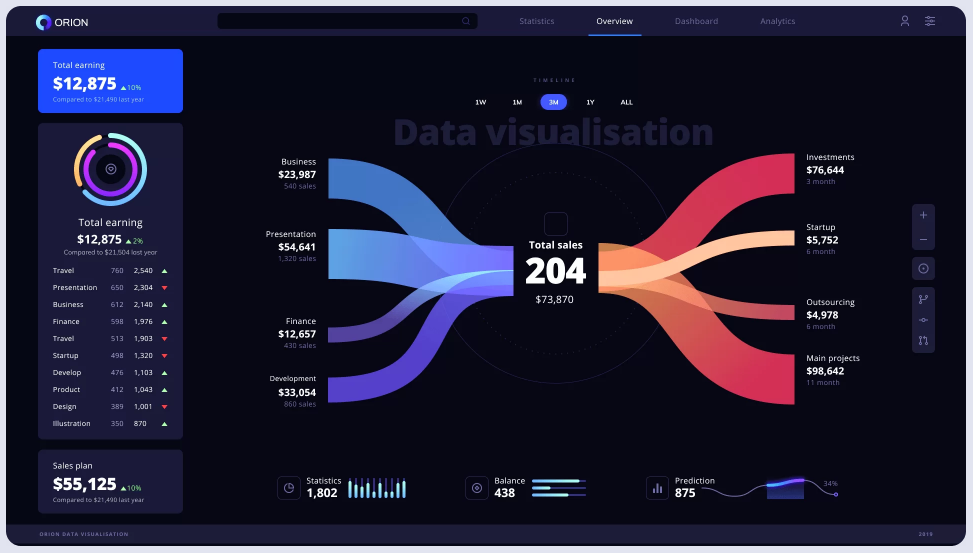 ORION
Statistics
Overview
Dashboard
Analytics
Total earning
$12,875 ▲10%
Compared to $21,490 last year
Total earning
$12,875 ▲2%
Compared to $21,504 last year
Travel 760 2,540 ▲
Presentation 650 2,304 ▼
Business 612 2,140 ▲
Finance 598 1,976 ▲
Travel 513 1,903 ▼
Startup 498 1,320 ▼
Develop 476 1,103 ▲
Product 412 1,043 ▲
Design 389 1,001 ▼
Illustration 350 870 ▲
Sales plan
$55,125 ▲10%
Compared to $21,490 last year
TIMELINE
1W 1M 3M 1Y ALL
Data visualisation
Business
$23,987
540 sales
Presentation
$54,641
1,320 sales
Finance
$12,657
430 sales
Development
$33,054
860 sales
Total sales
204
$73,870
Investments
$76,644
3 month
Startup
$5,752
6 month
Outsourcing
$4,978
6 month
Main projects
$98,642
11 month
Statistics
1,802
Balance
438
Prediction
875
34%
ORION DATA VISUALISATION
2019